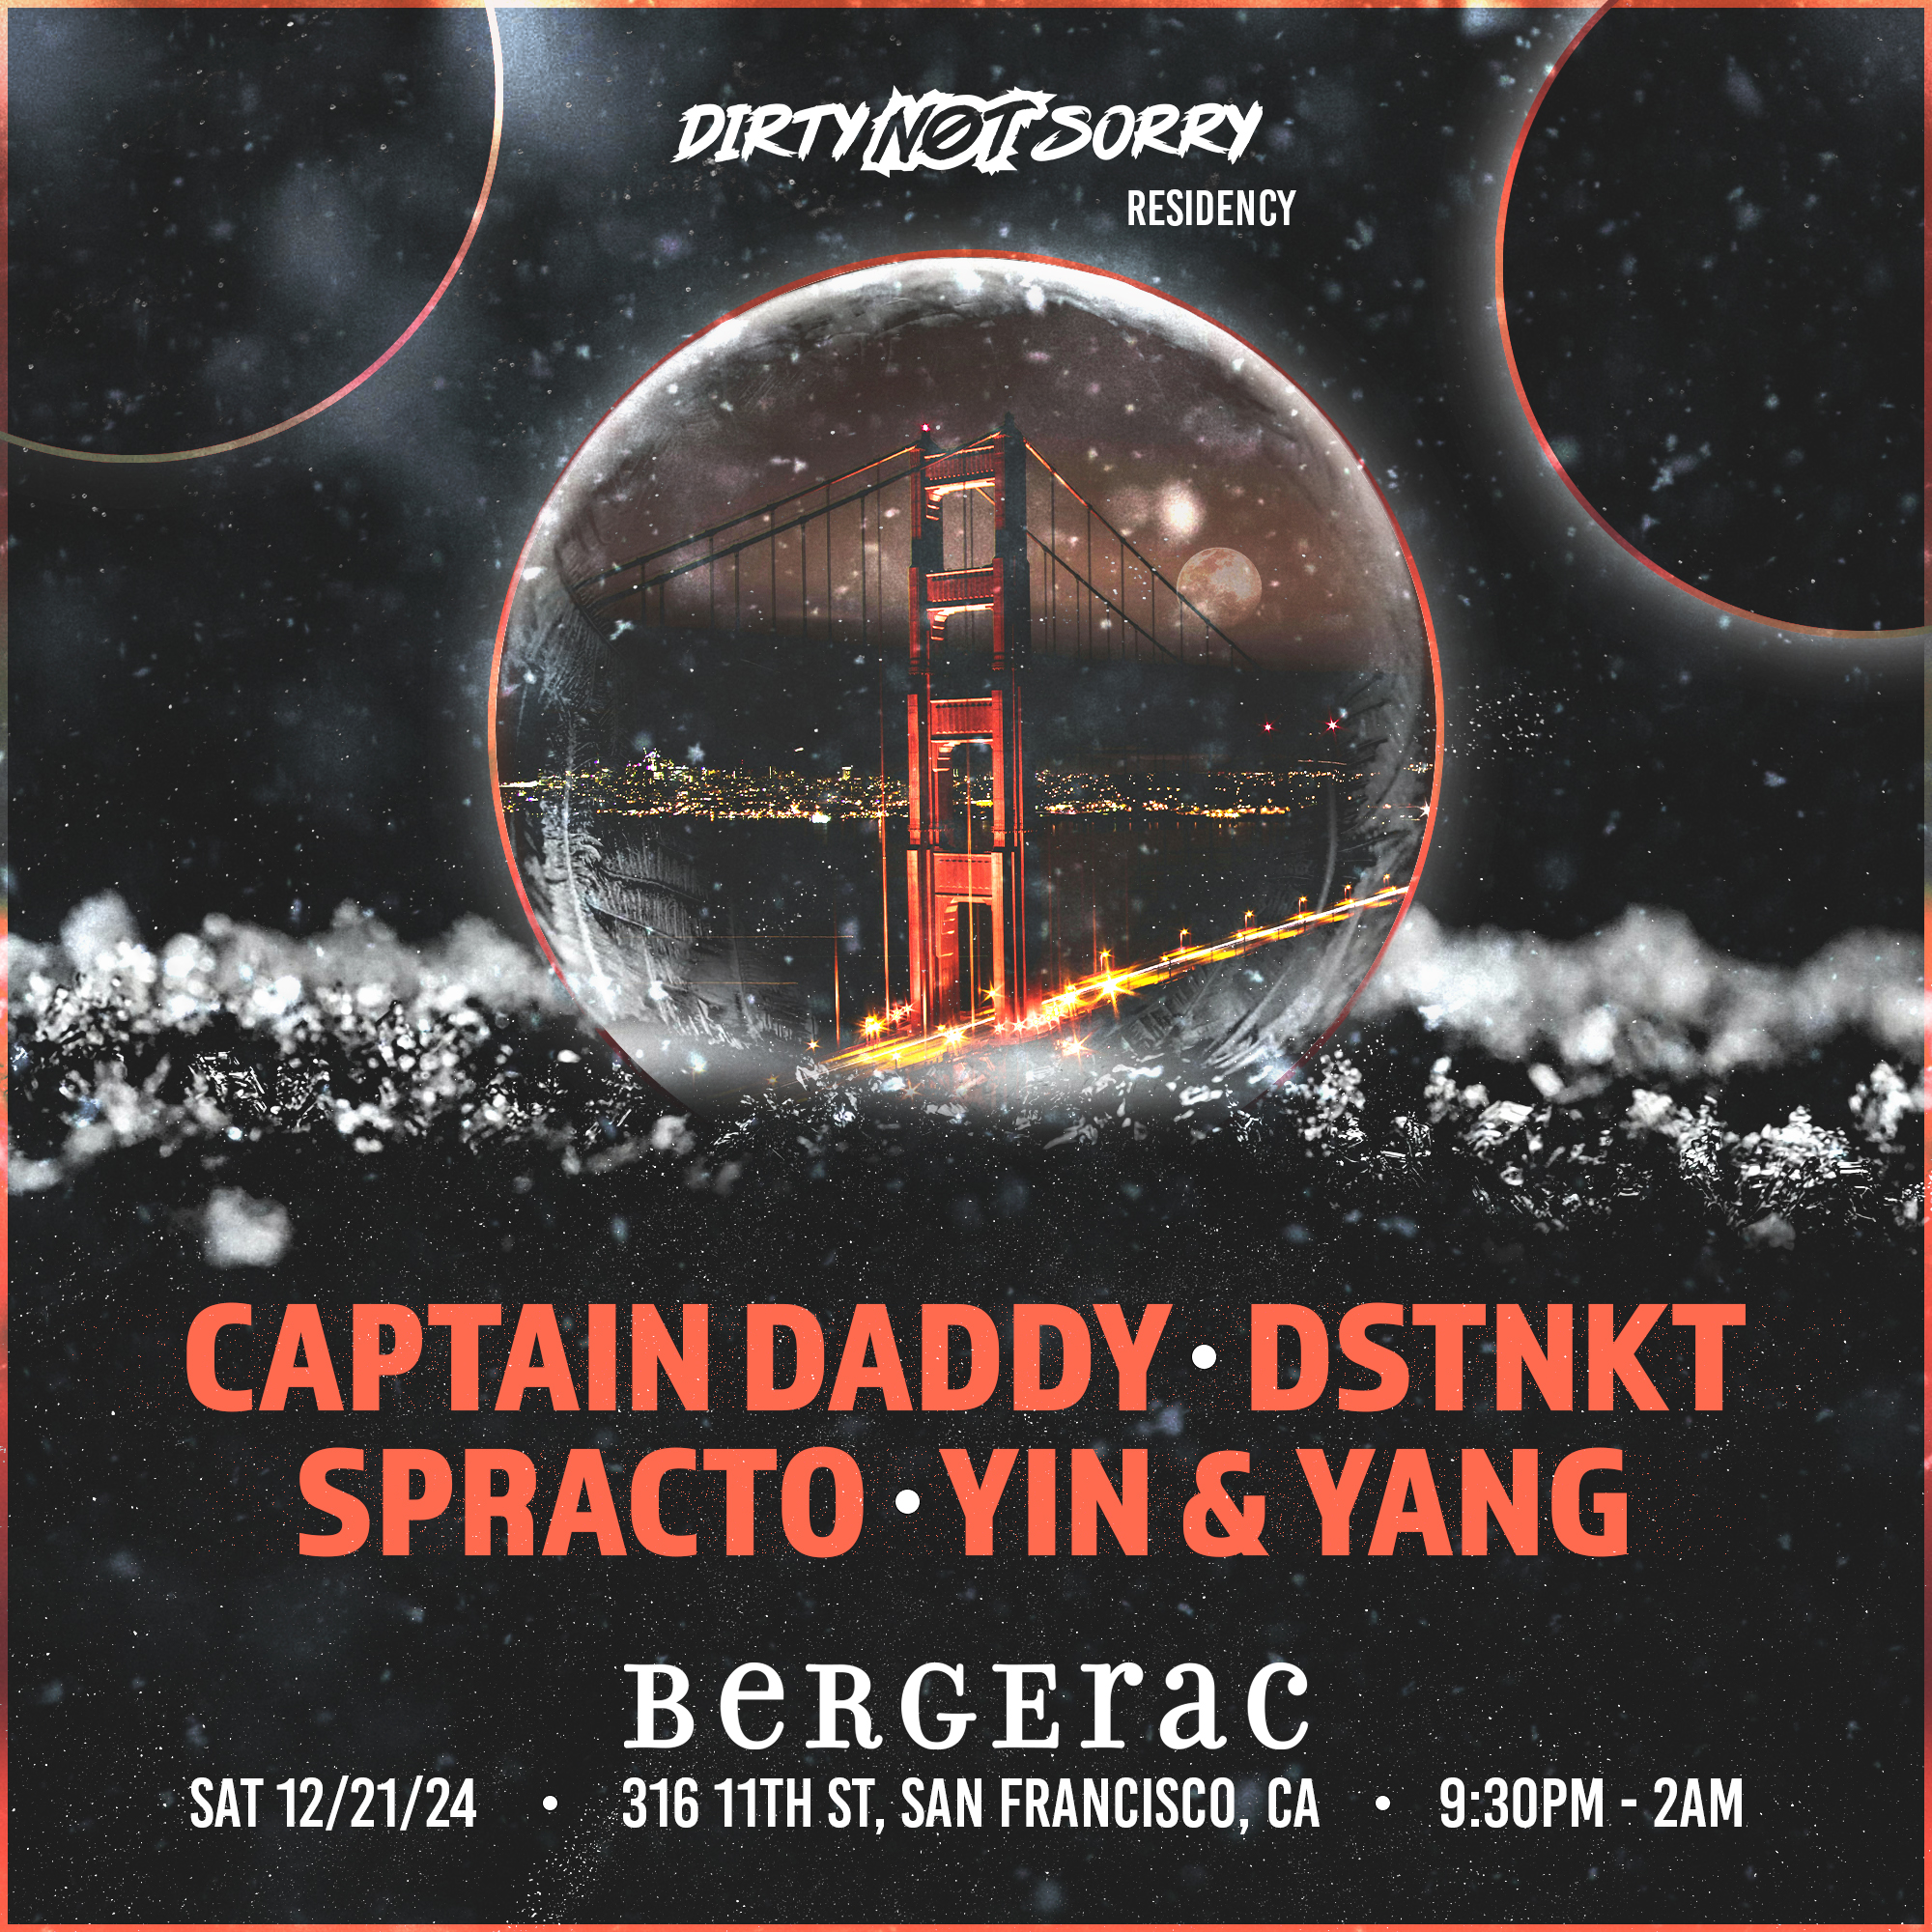 DIRTY NOT SORRY
RESIDENCY
CAPTAIN DADDY • DSTNKT
SPRACTO • YIN & YANG
BeRGErac
SAT 12/21/24 • 316 11TH ST, SAN FRANCISCO, CA • 9:30PM - 2AM